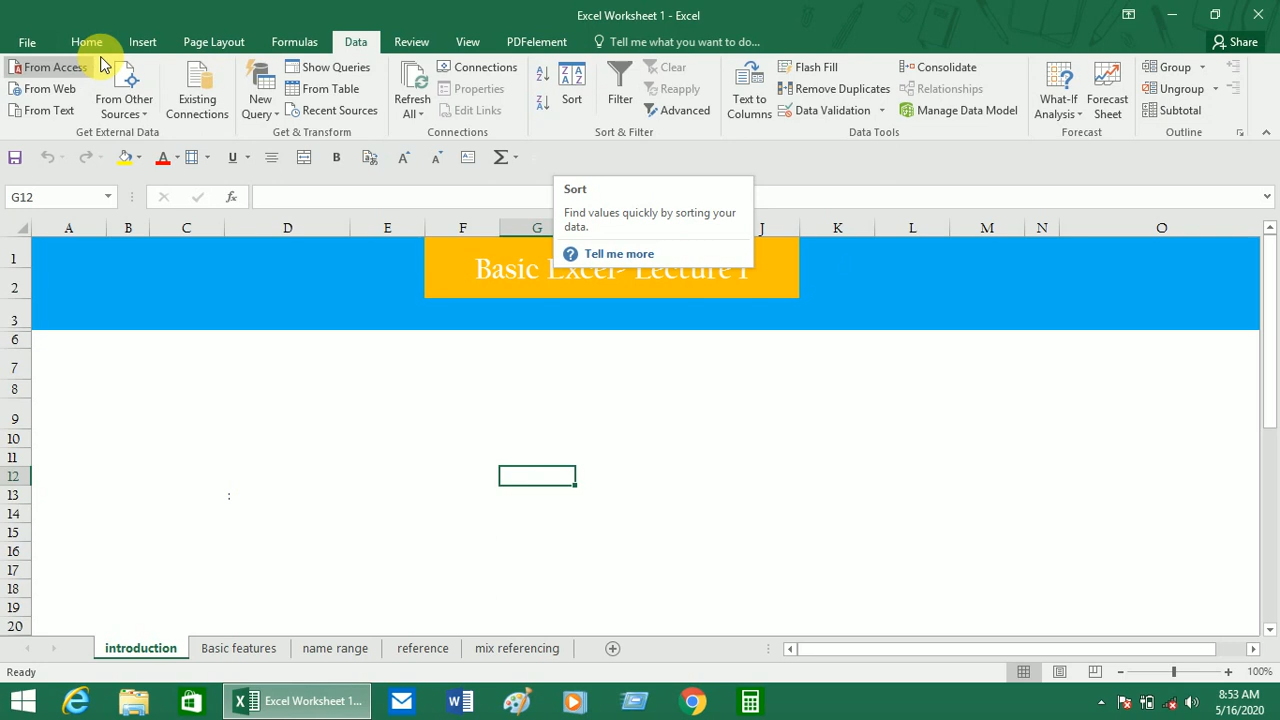 Excel Worksheet 1 - Excel
File Home Insert Page Layout Formulas Data Review View PDFelement Tell me what you want to do... Share
From Access
From Web
From Text
From Other Sources
Get External Data
Existing Connections
New Query
Show Queries
From Table
Recent Sources
Get & Transform
Refresh All
Connections
Properties
Edit Links
Connections
Sort
Filter
Clear
Reapply
Advanced
Sort & Filter
Text to Columns
Flash Fill
Remove Duplicates
Data Validation
Consolidate
Relationships
Manage Data Model
Data Tools
What-If Analysis
Forecast Sheet
Forecast
Group
Ungroup
Subtotal
Outline
G12
Sort
Find values quickly by sorting your
data.
Tell me more
A B C D E F G J K L M N O
Basic Excel- Lecture 1
1
2
3
6
7
8
9
10
11
12
13
:
14
15
16
17
18
19
20
introduction Basic features name range reference mix referencing
Ready 100%
Excel Worksheet 1...
8:53 AM
5/16/2020